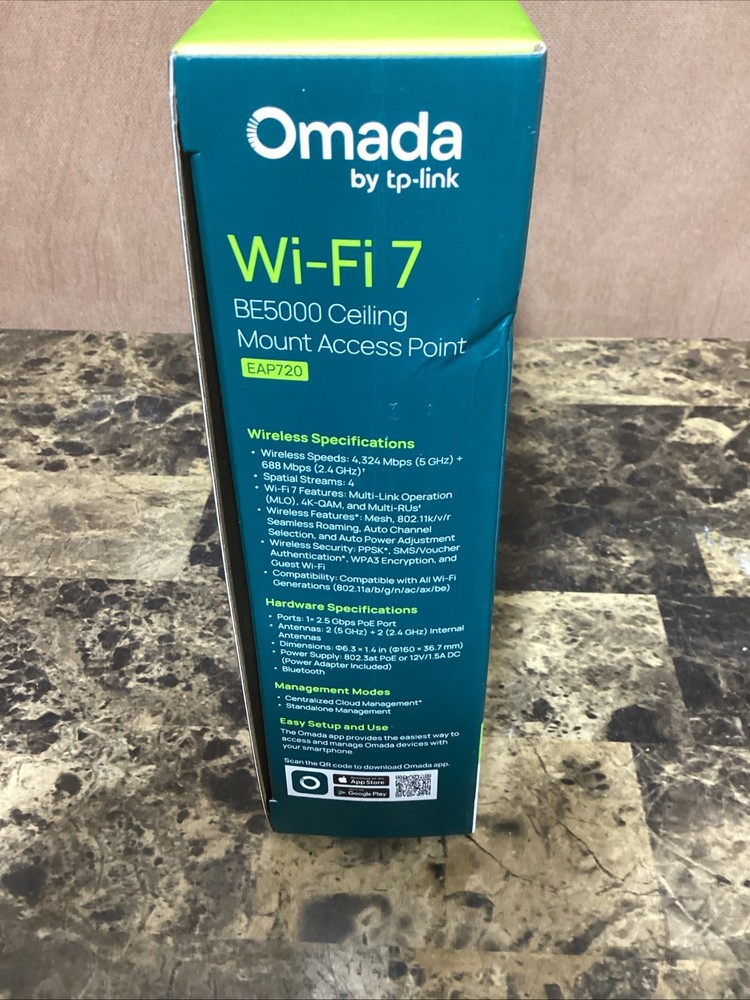 Omada
by tp-link
Wi-Fi 7
BE5000 Ceiling
Mount Access Point
EAP720
Wireless Specifications
• Wireless Speeds: 4,324 Mbps (5 GHz) +
688 Mbps (2.4 GHz)†
• Spatial Streams: 4
• Wi-Fi 7 Features: Multi-Link Operation
(MLO), 4K-QAM, and Multi-RUs‡
• Wireless Features*: Mesh, 802.11k/v/r
Seamless Roaming, Auto Channel
Selection, and Auto Power Adjustment
• Wireless Security: PPSK*, SMS/Voucher
Authentication*, WPA3 Encryption, and
Guest Wi-Fi
• Compatibility: Compatible with All Wi-Fi
Generations (802.11a/b/g/n/ac/ax/be)
Hardware Specifications
• Ports: 1× 2.5 Gbps PoE Port
• Antennas: 2 (5 GHz) + 2 (2.4 GHz) Internal
Antennas
• Dimensions: Φ6.3 × 1.4 in (Φ160 × 36.7 mm)
• Power Supply: 802.3at PoE or 12V/1.5A DC
(Power Adapter Included)
• Bluetooth
Management Modes
• Centralized Cloud Management*
• Standalone Management
Easy Setup and Use
The Omada app provides the easiest way to
access and manage Omada devices with
your smartphone
Scan the QR code to download Omada app.
App Store
Google Play